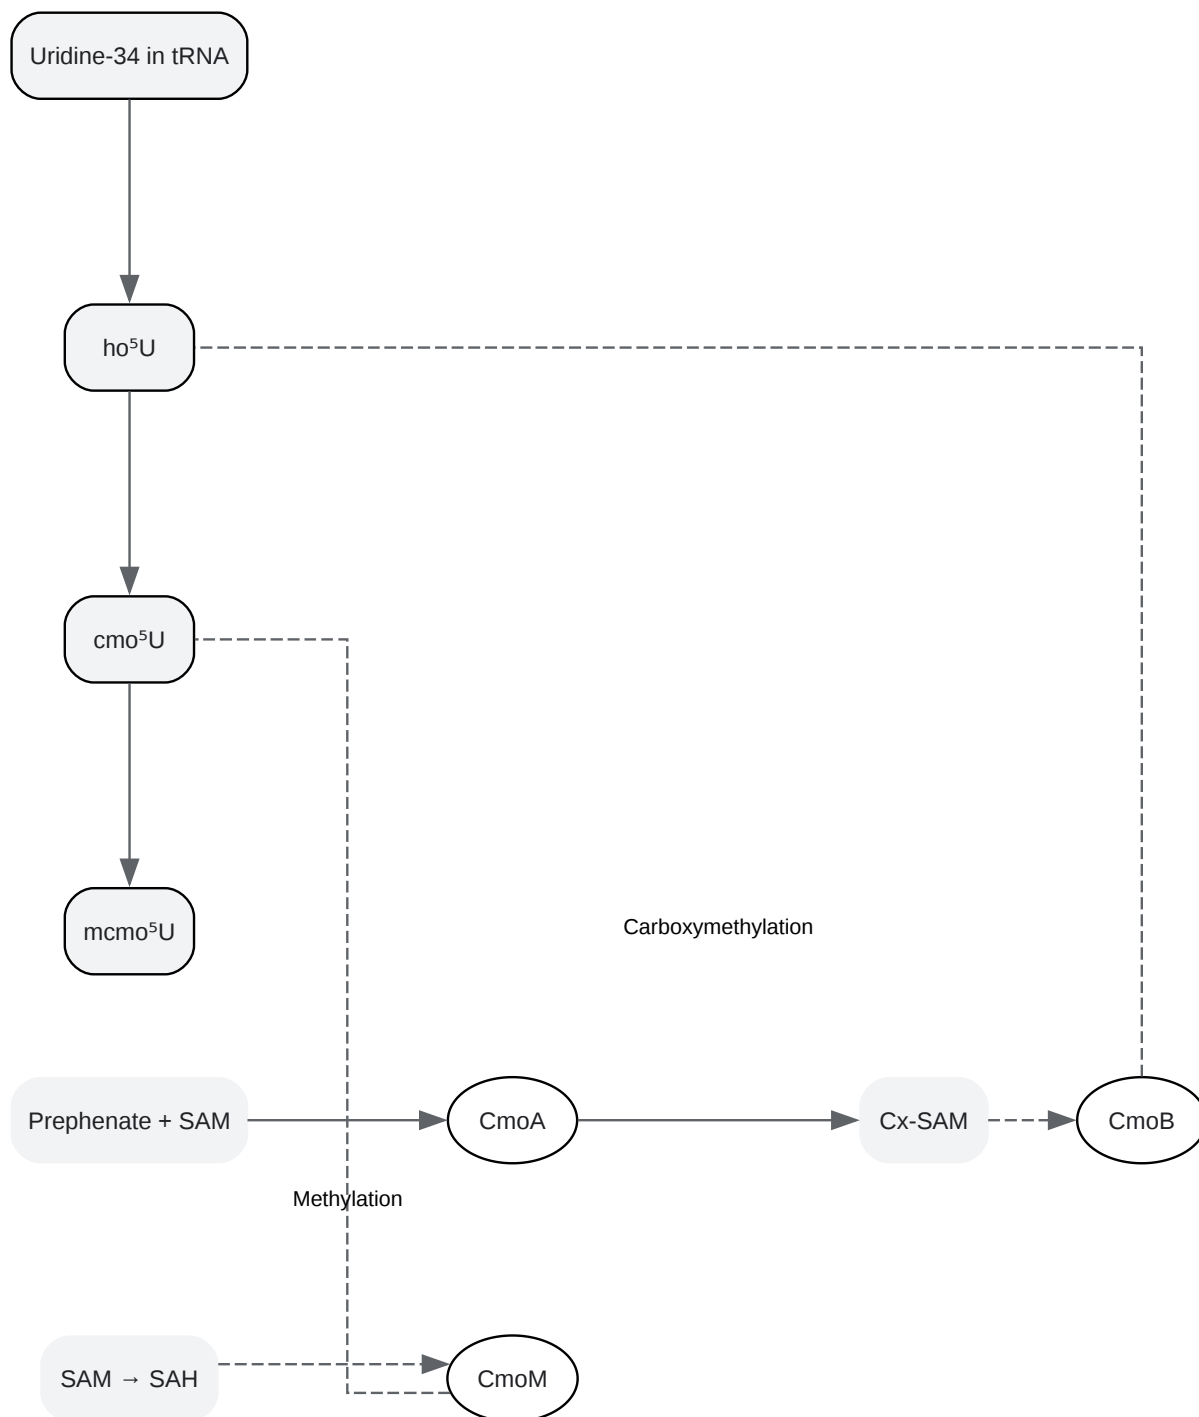 Uridine-34 in tRNA
ho⁵U
cmo⁵U
mcmo⁵U
Carboxymethylation
Prephenate + SAM
CmoA
Cx-SAM
CmoB
Methylation
SAM → SAH
CmoM